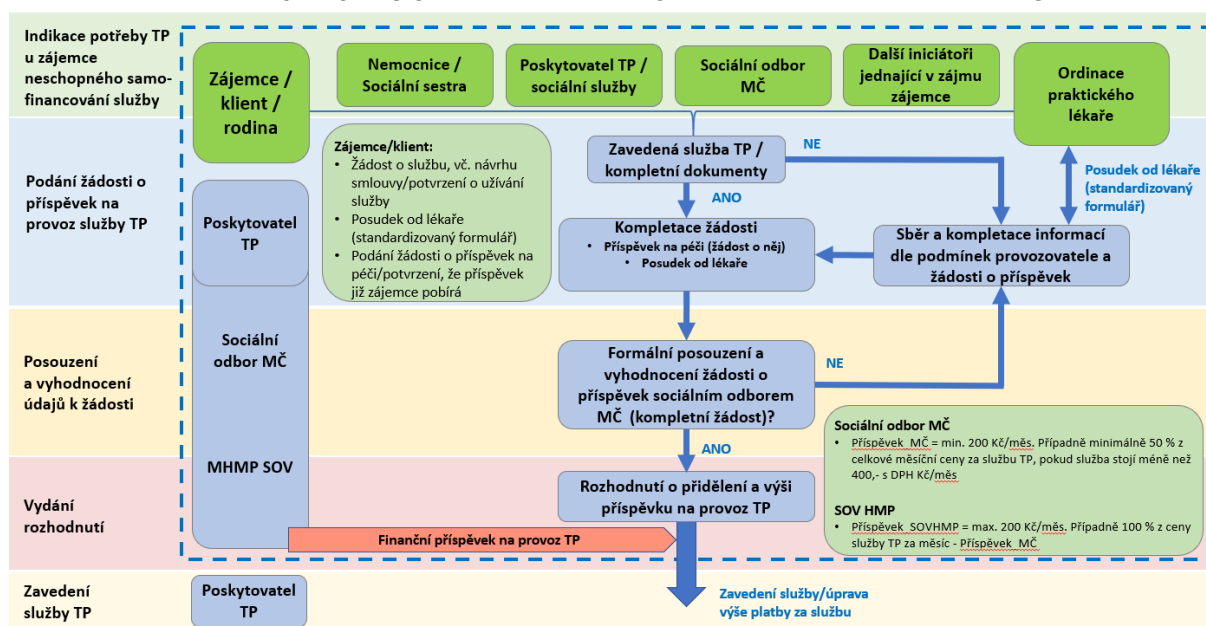 Indikace potřeby TP
u zájemce
neschopného samo-
financování služby
Zájemce /
klient /
rodina
Nemocnice /
Sociální sestra
Poskytovatel TP /
sociální služby
Sociální odbor
MČ
Další iniciátoři
jednající v zájmu
zájemce
Ordinace
praktického
lékaře
Podání žádosti o
příspěvek na
provoz služby TP
Poskytovatel
TP
Zájemce/klient:
• Žádost o službu, vč. návrhu
smlouvy/potvrzení o užívání
služby
• Posudek od lékaře
(standardizovaný formulář)
• Podání žádosti o příspěvek na
péči/potvrzení, že příspěvek
již zájemce pobírá
Zavedená služba TP /
kompletní dokumenty
NE
ANO
Posudek od lékaře
(standardizovaný
formulář)
Kompletace žádosti
• Příspěvek na péči (žádost o něj)
• Posudek od lékaře
Sběr a kompletace informací
dle podmínek provozovatele a
žádosti o příspěvek
Posouzení
a vyhodnocení
údajů k žádosti
Sociální
odbor MČ
Formální posouzení a
vyhodnocení žádosti o
příspěvek sociálním odborem
MČ (kompletní žádost)?
NE
ANO
Sociální odbor MČ
• Příspěvek_MČ = min. 200 Kč/měs. Případně minimálně 50 % z
celkové měsíční ceny za službu TP, pokud služba stojí méně než
400,- s DPH Kč/měs
SOV HMP
• Příspěvek_SOVHMP = max. 200 Kč/měs. Případně 100 % z ceny
služby TP za měsíc - Příspěvek_MČ
Vydání
rozhodnutí
MHMP SOV
Rozhodnutí o přidělení a výši
příspěvku na provoz TP
Finanční příspěvek na provoz TP
Zavedení
služby TP
Poskytovatel
TP
Zavedení služby/úprava
výše platby za službu